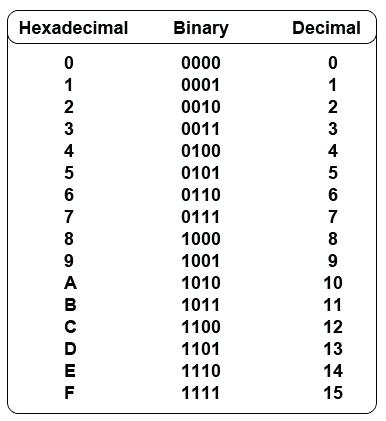 Hexadecimal Binary Decimal
0 0000 0
1 0001 1
2 0010 2
3 0011 3
4 0100 4
5 0101 5
6 0110 6
7 0111 7
8 1000 8
9 1001 9
A 1010 10
B 1011 11
C 1100 12
D 1101 13
E 1110 14
F 1111 15